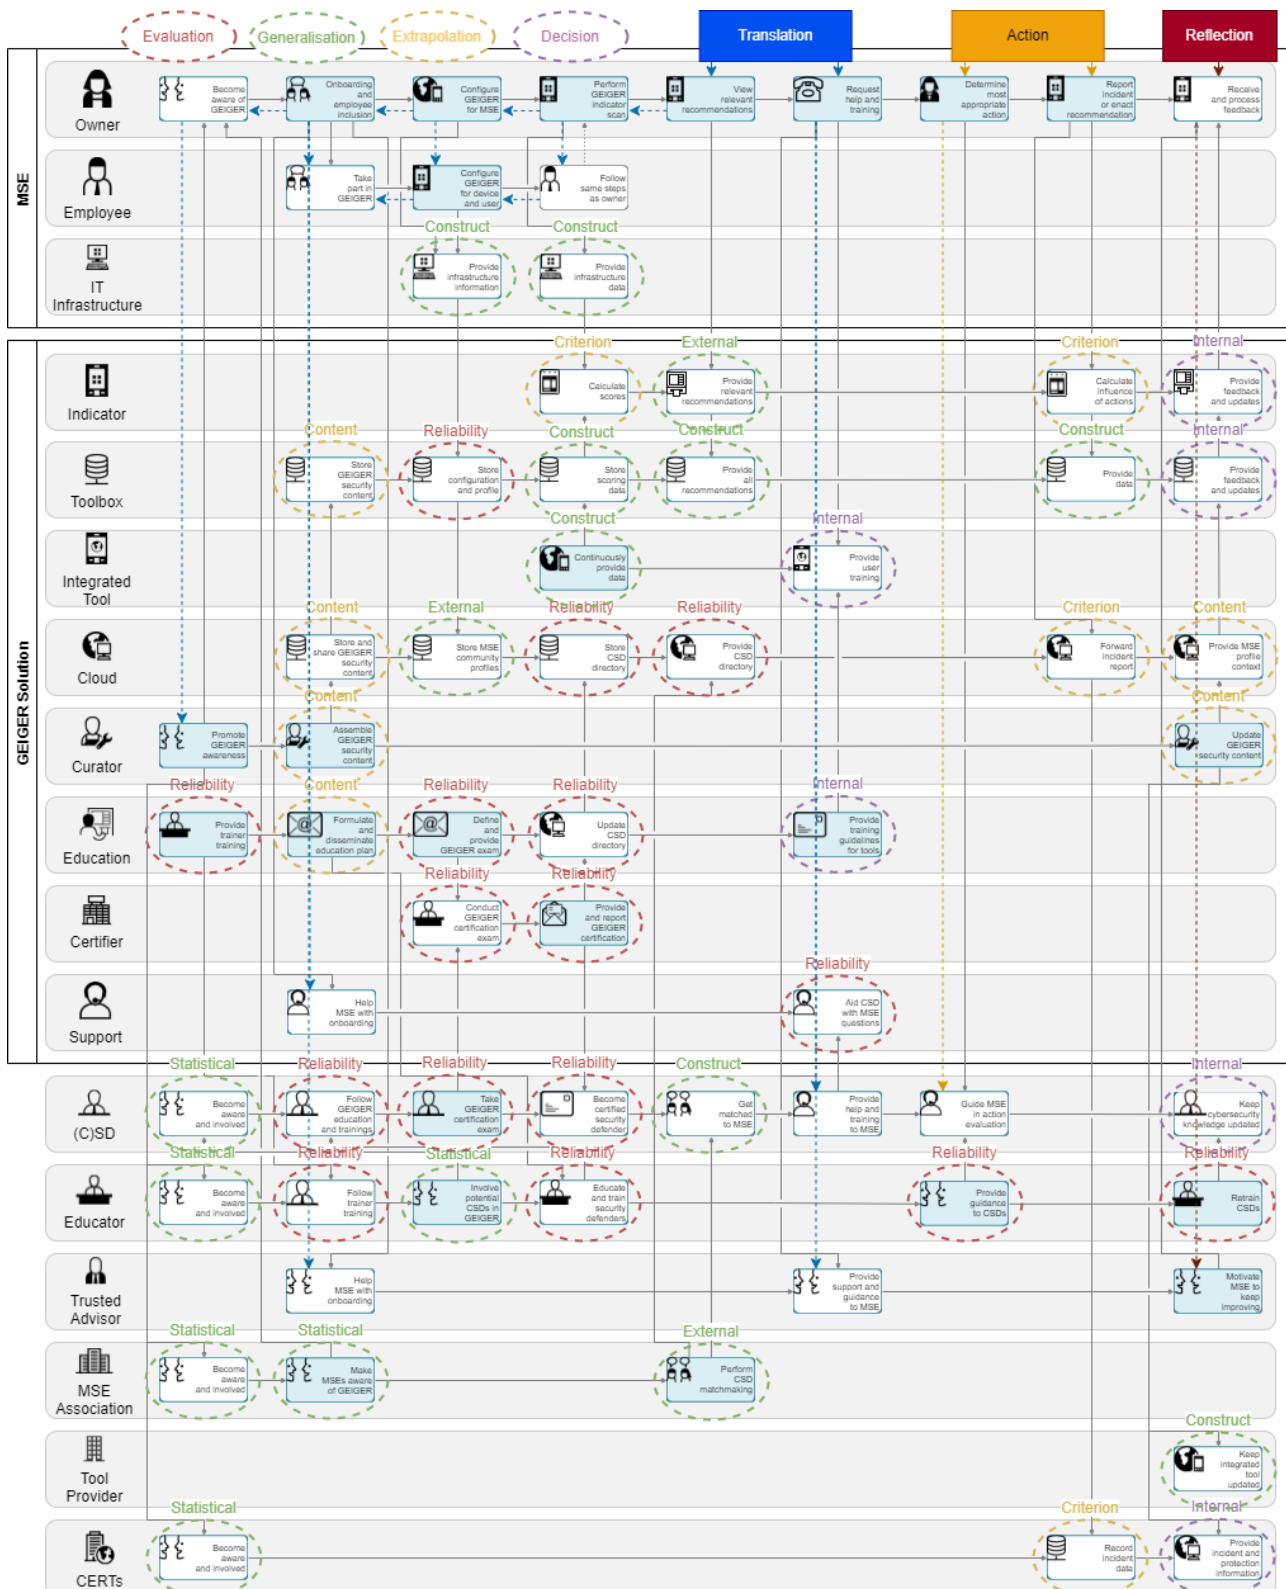 Evaluation
Generalisation
Extrapolation
Decision
Translation
Action
Reflection
MSE
Owner
Become
aware of
GEIGER
Onboarding
and
employee
inclusion
Configure
GEIGER
for MSE
Perform
GEIGER
indicator
scan
View
relevant
recommendations
Request
help and
training
Determine
most
appropriate
action
Report
incident
or enact
recommendation
Receive
and process
feedback
Employee
Take
part in
GEIGER
Configure
GEIGER
for device
and user
Follow
same steps
as owner
IT
Infrastructure
Construct
Provide
infrastructure
information
Construct
Provide
infrastructure
data
GEIGER Solution
Indicator
Criterion
Calculate
scores
External
Provide
relevant
recommendations
Criterion
Calculate
influence
of actions
Internal
Provide
feedback
and updates
Toolbox
Content
Store
GEIGER
security
content
Reliability
Store
configuration
and profile
Construct
Store
scoring
data
Construct
Provide
all
recommendations
Construct
Provide
data
Internal
Provide
feedback
and updates
Integrated
Tool
Construct
Continuously
provide
data
Internal
Provide
user
training
Cloud
Content
Store and
share GEIGER
security
content
External
Store MSE
community
profiles
Reliability
Store
CSD
directory
Reliability
Provide
CSD
directory
Criterion
Forward
incident
report
Content
Provide MSE
profile
context
Curator
Promote
GEIGER
awareness
Content
Assemble
GEIGER
security
content
Content
Update
GEIGER
security content
Education
Reliability
Provide
trainer
training
Content
Formulate
and
disseminate
education plan
Reliability
Define
and
provide
GEIGER exam
Reliability
Update
CSD
directory
Internal
Provide
training
guidelines
for tools
Certifier
Reliability
Conduct
GEIGER
certification
exam
Reliability
Provide
and report
GEIGER
certification
Support
Help
MSE with
onboarding
Reliability
Aid CSD
with MSE
questions
(C)SD
Statistical
Become
aware
and involved
Reliability
Follow
GEIGER
education
and trainings
Reliability
Take
GEIGER
certification
exam
Reliability
Become
certified
security
defender
Construct
Get
matched
to MSE
Provide
help and
training
to MSE
Guide MSE
in action
evaluation
Internal
Keep
cybersecurity
knowledge updated
Educator
Statistical
Become
aware
and involved
Reliability
Follow
trainer
training
Statistical
Involve
potential
CSDs in
GEIGER
Reliability
Educate
and train
security
defenders
Reliability
Provide
guidance
to CSDs
Reliability
Retrain
CSDs
Trusted
Advisor
Help
MSE with
onboarding
Provide
support and
guidance
to MSE
Motivate
MSE to
keep
improving
MSE
Association
Statistical
Become
aware
and involved
Statistical
Make
MSEs aware
of GEIGER
External
Perform
CSD
matchmaking
Tool
Provider
Construct
Keep
integrated
tool
updated
CERTs
Statistical
Become
aware
and involved
Criterion
Record
incident
data
Internal
Provide
incident and
protection
information